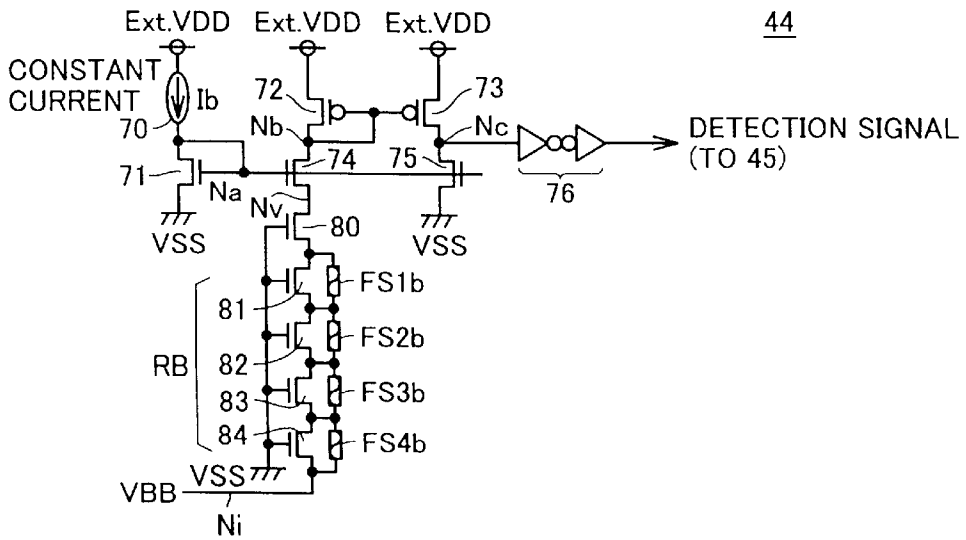 44
Ext.VDD Ext.VDD Ext.VDD
CONSTANT
CURRENT
70
Ib
72
73
Nb
Nc
DETECTION SIGNAL
(TO 45)
76
71
Na
74
75
Nv
VSS
80
VSS
81
FS1b
82
FS2b
RB
83
FS3b
84
FS4b
VSS
VBB
Ni